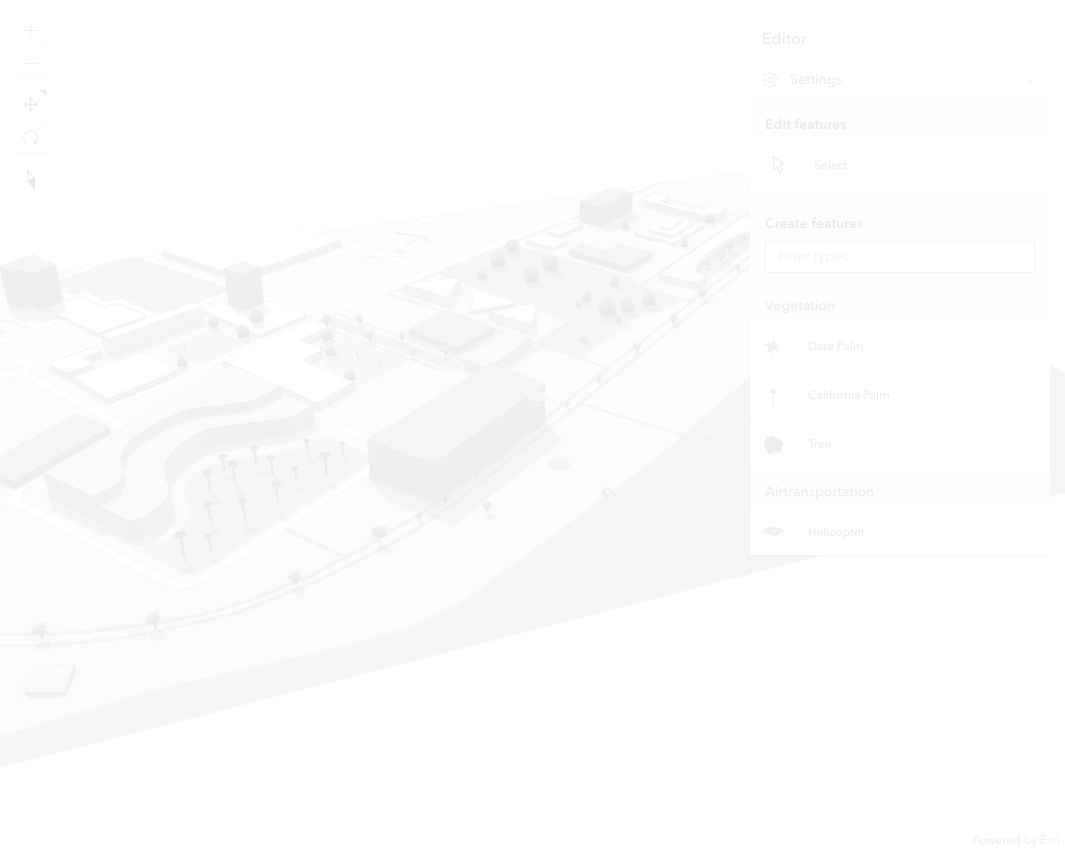 Editor
Settings
Edit features
Select
Create features
Filter types
Vegetation
Date Palm
California Palm
Tree
Airtransportation
Helicopter
Powered by Esri